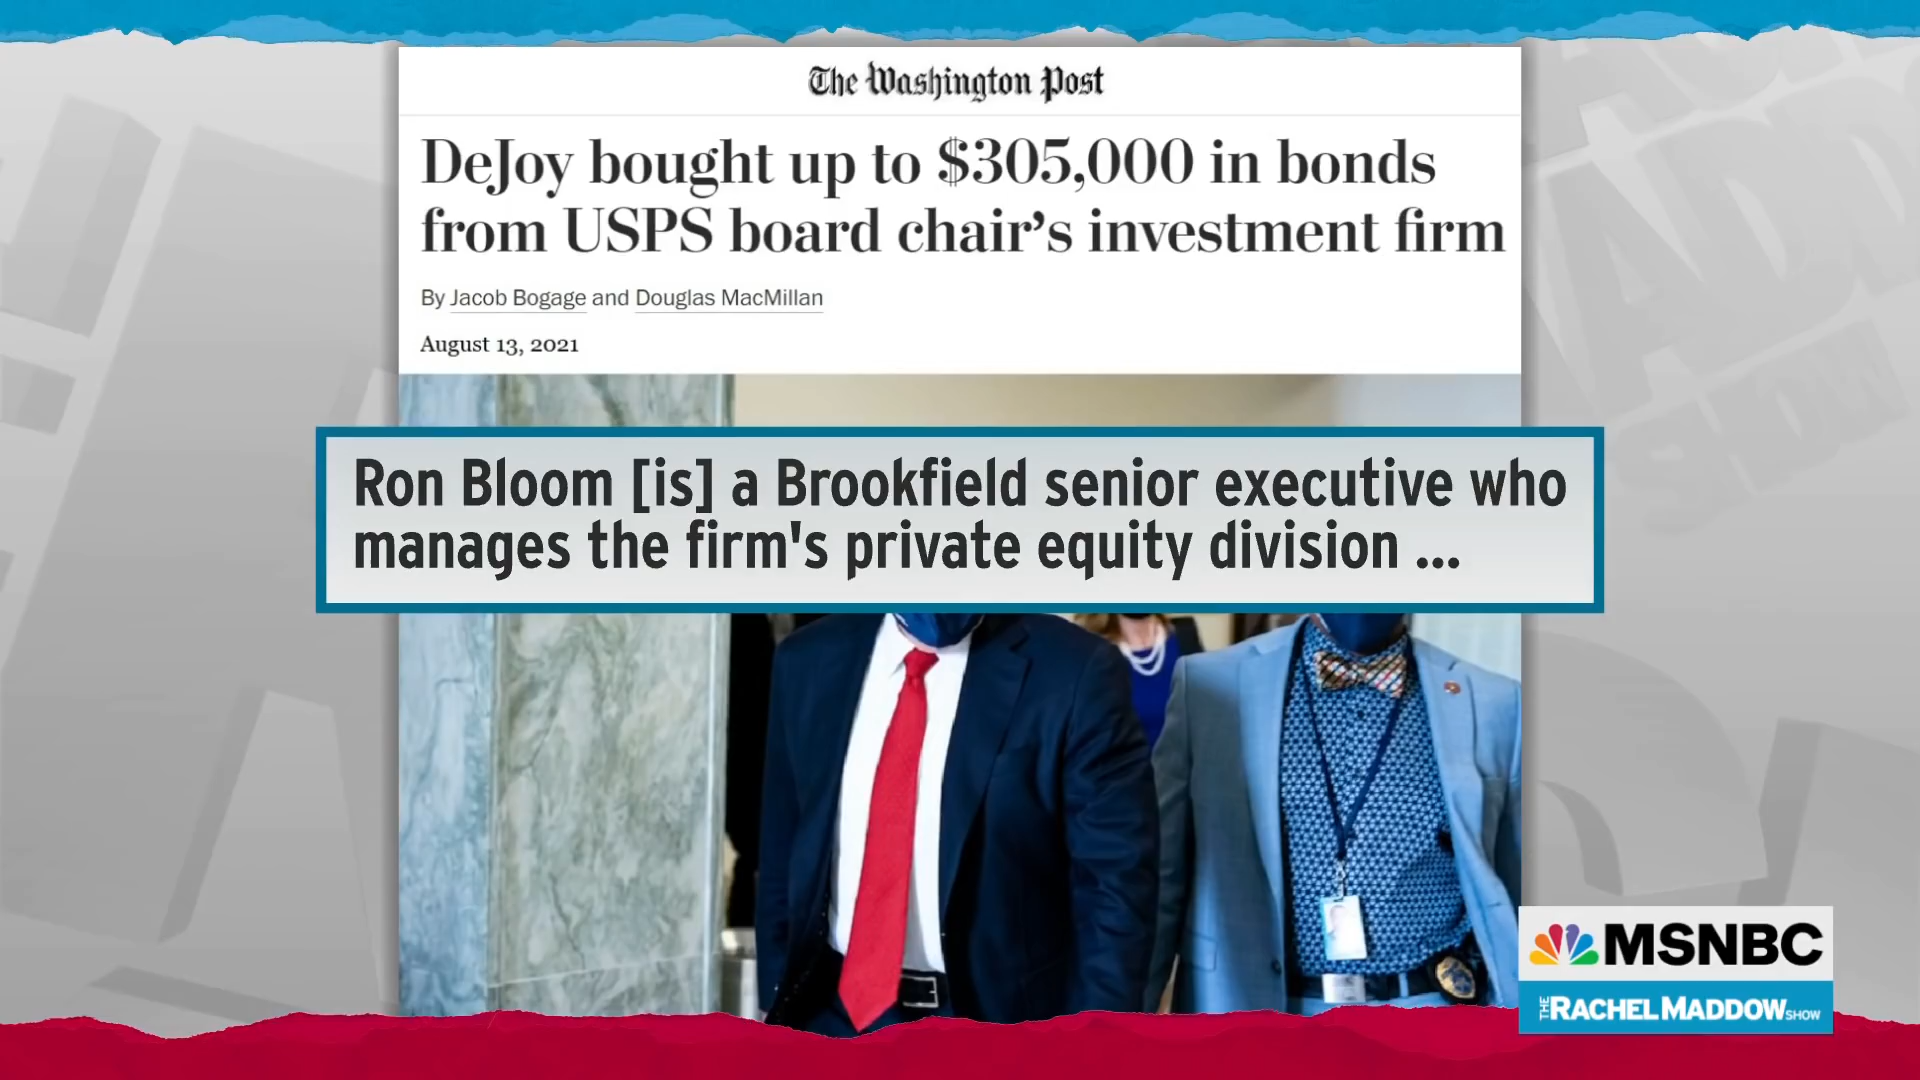 The Washington Post
DeJoy bought up to $305,000 in bonds
from USPS board chair's investment firm
By Jacob Bogage and Douglas MacMillan
August 13, 2021
Ron Bloom [is] a Brookfield senior executive who
manages the firm's private equity division ...
MSNBC
THE RACHEL MADDOW SHOW